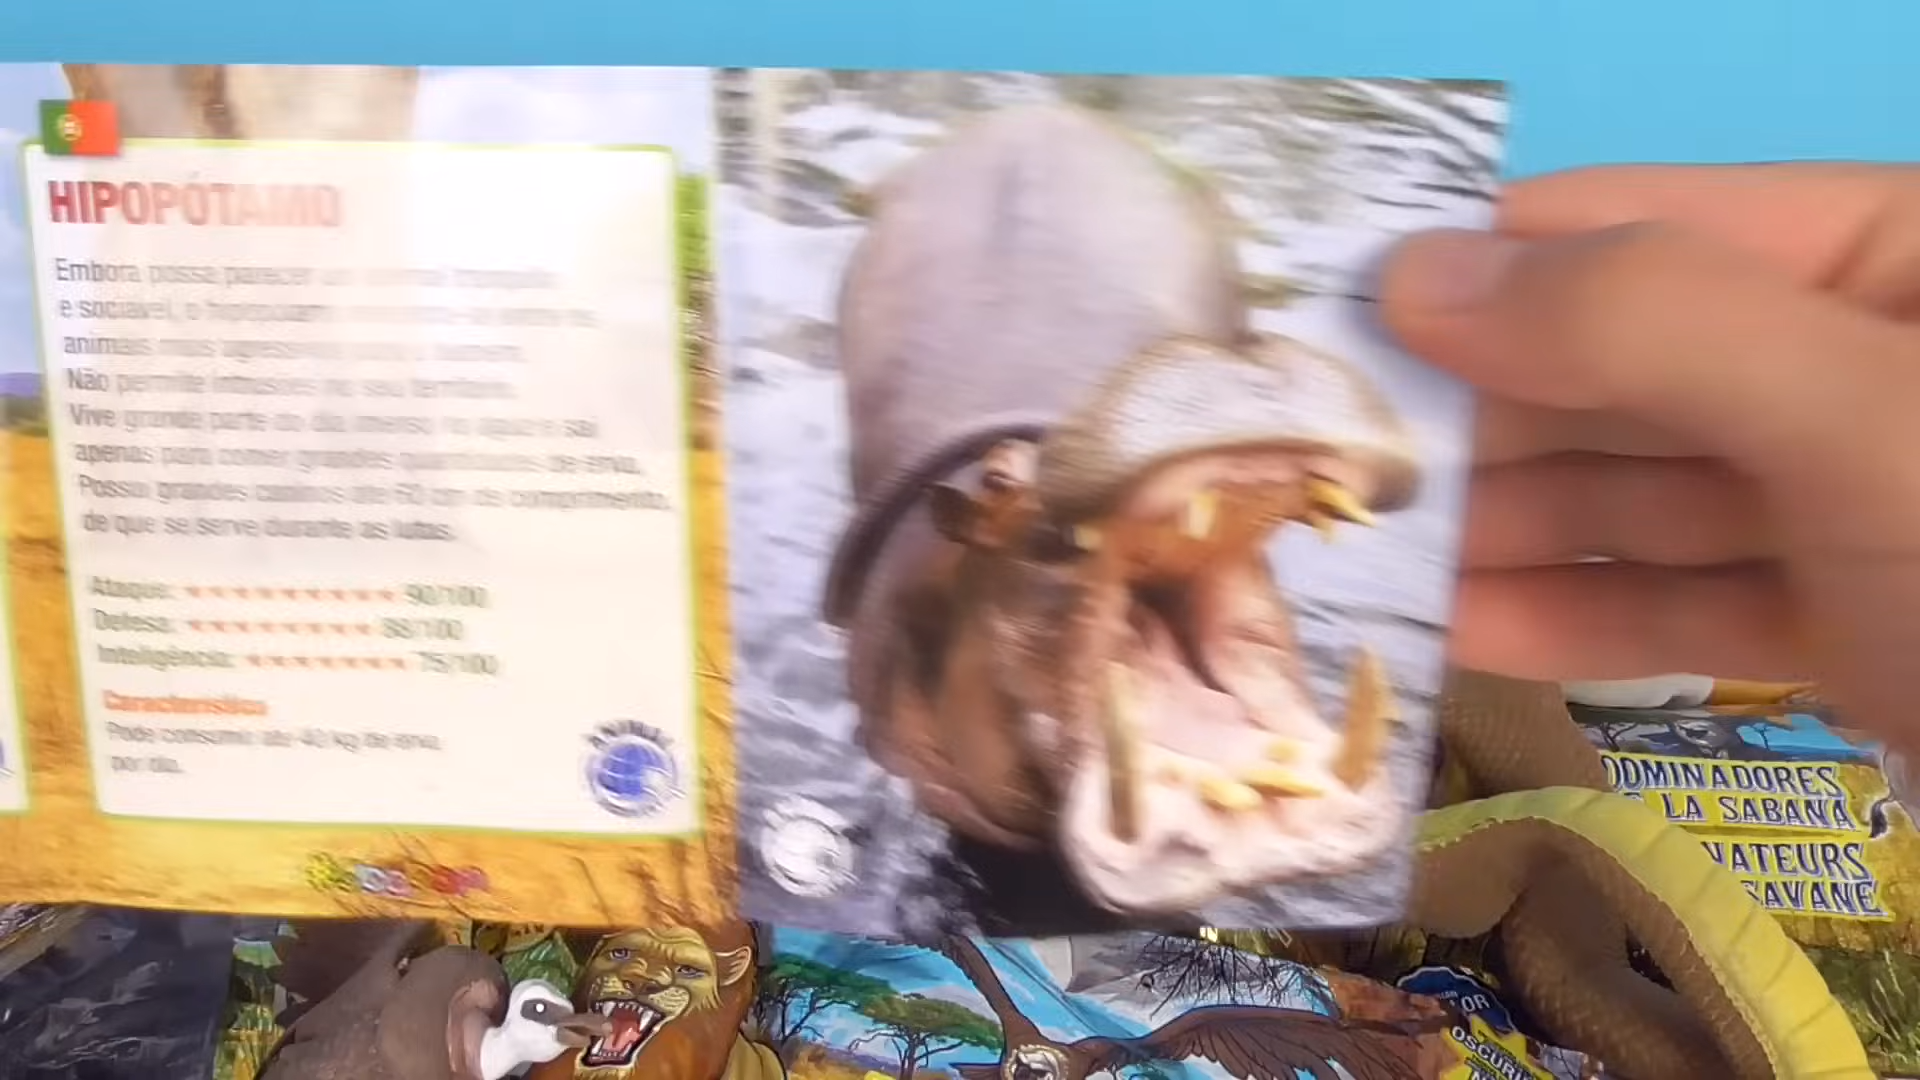 HIPOPÓTAMO
Embora possa parecer um animal tranquilo
e sociável, o hipopótamo
animais mais agressivos para o homem.
Não permite intrusões no seu território.
Vive grande parte do dia imerso na água e sai
apenas para comer grandes quantidades de erva.
Possui grandes caninos até 60 cm de comprimento,
de que se serve durante as lutas.
Ataque: 90/100
Defesa: 88/100
Inteligência: 75/100
Característica
Pode consumir até 40 kg de erva
por dia.
DOMINADORES
LA SABANA
VATEURS
SAVANE